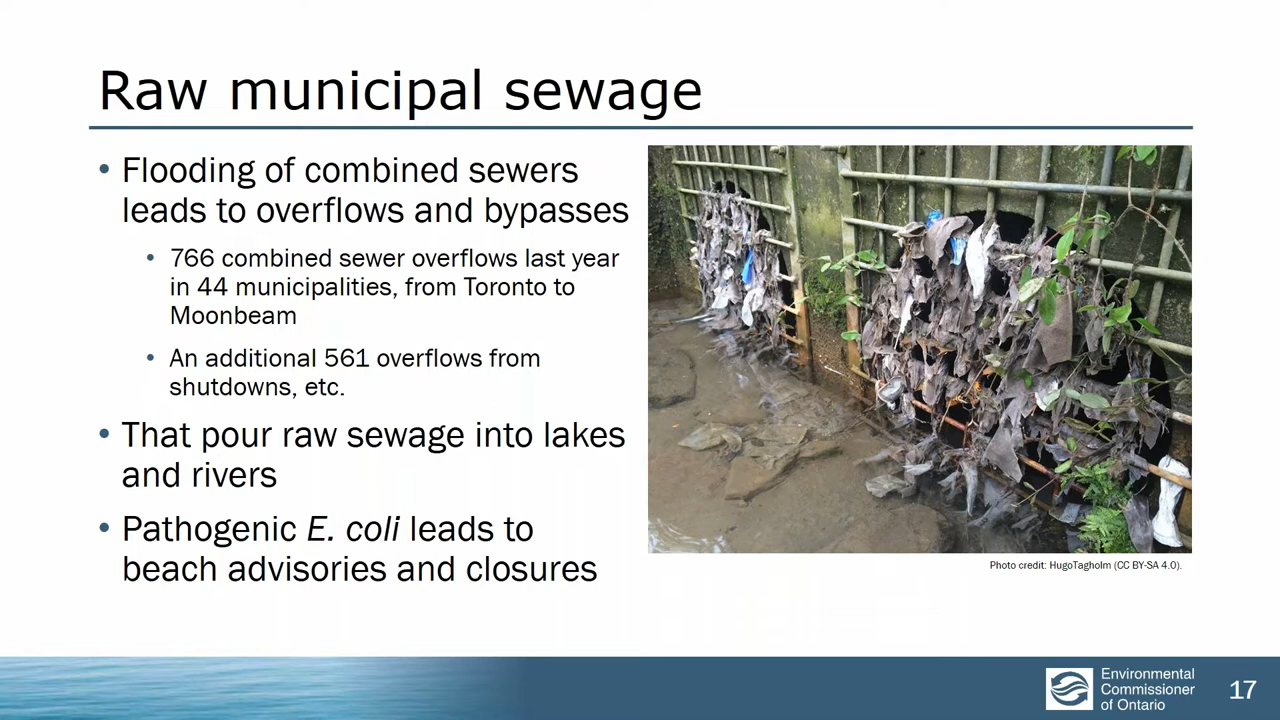 Raw municipal sewage
• Flooding of combined sewers
leads to overflows and bypasses
• 766 combined sewer overflows last year
in 44 municipalities, from Toronto to
Moonbeam
• An additional 561 overflows from
shutdowns, etc.
• That pour raw sewage into lakes
and rivers
• Pathogenic E. coli leads to
beach advisories and closures
Photo credit: HugoTagholm (CC BY-SA 4.0).
Environmental
Commissioner
of Ontario
17